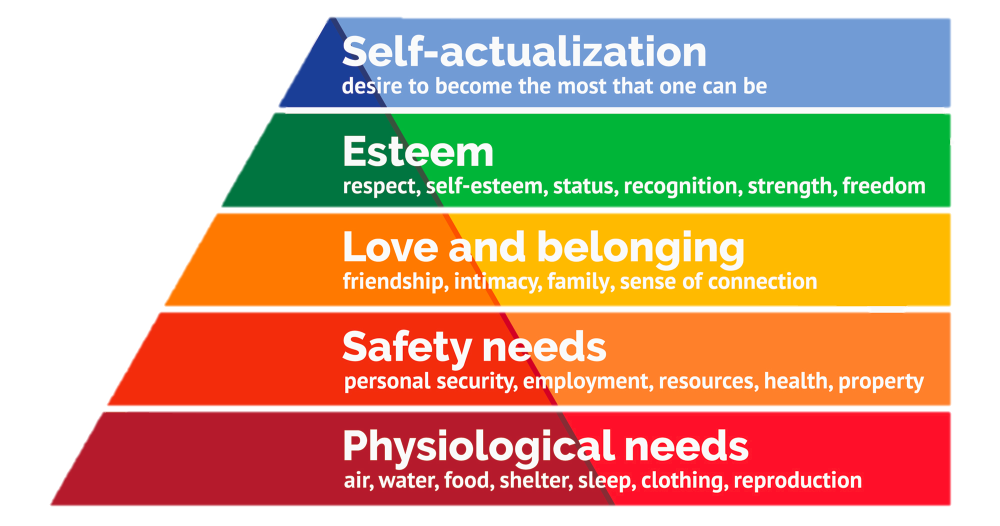 Self-actualization
desire to become the most that one can be
Esteem
respect, self-esteem, status, recognition, strength, freedom
Love and belonging
friendship, intimacy, family, sense of connection
Safety needs
personal security, employment, resources, health, property
Physiological needs
air, water, food, shelter, sleep, clothing, reproduction